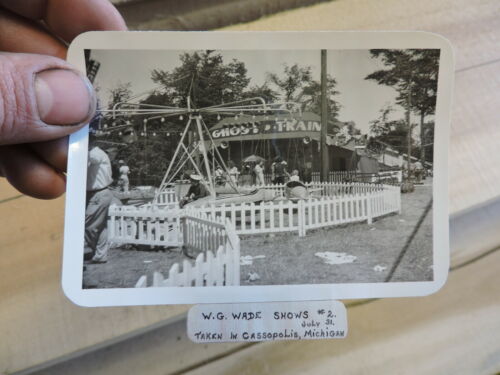 GHOST TRAIN
W.G. WADE SHOWS #2.
JULY 31.
TAKEN IN CASSOPOLIS, MICHIGAN